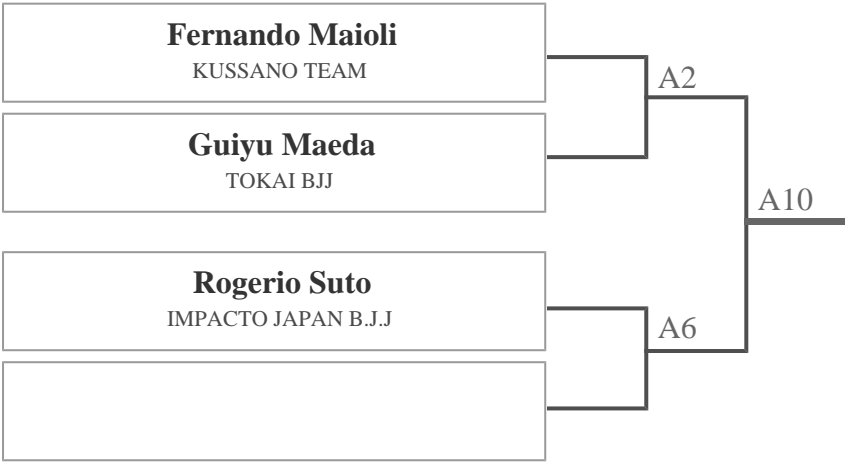 Fernando Maioli
KUSSANO TEAM
A2
Guiyu Maeda
TOKAI BJJ
A10
Rogerio Suto
IMPACTO JAPAN B.J.J
A6